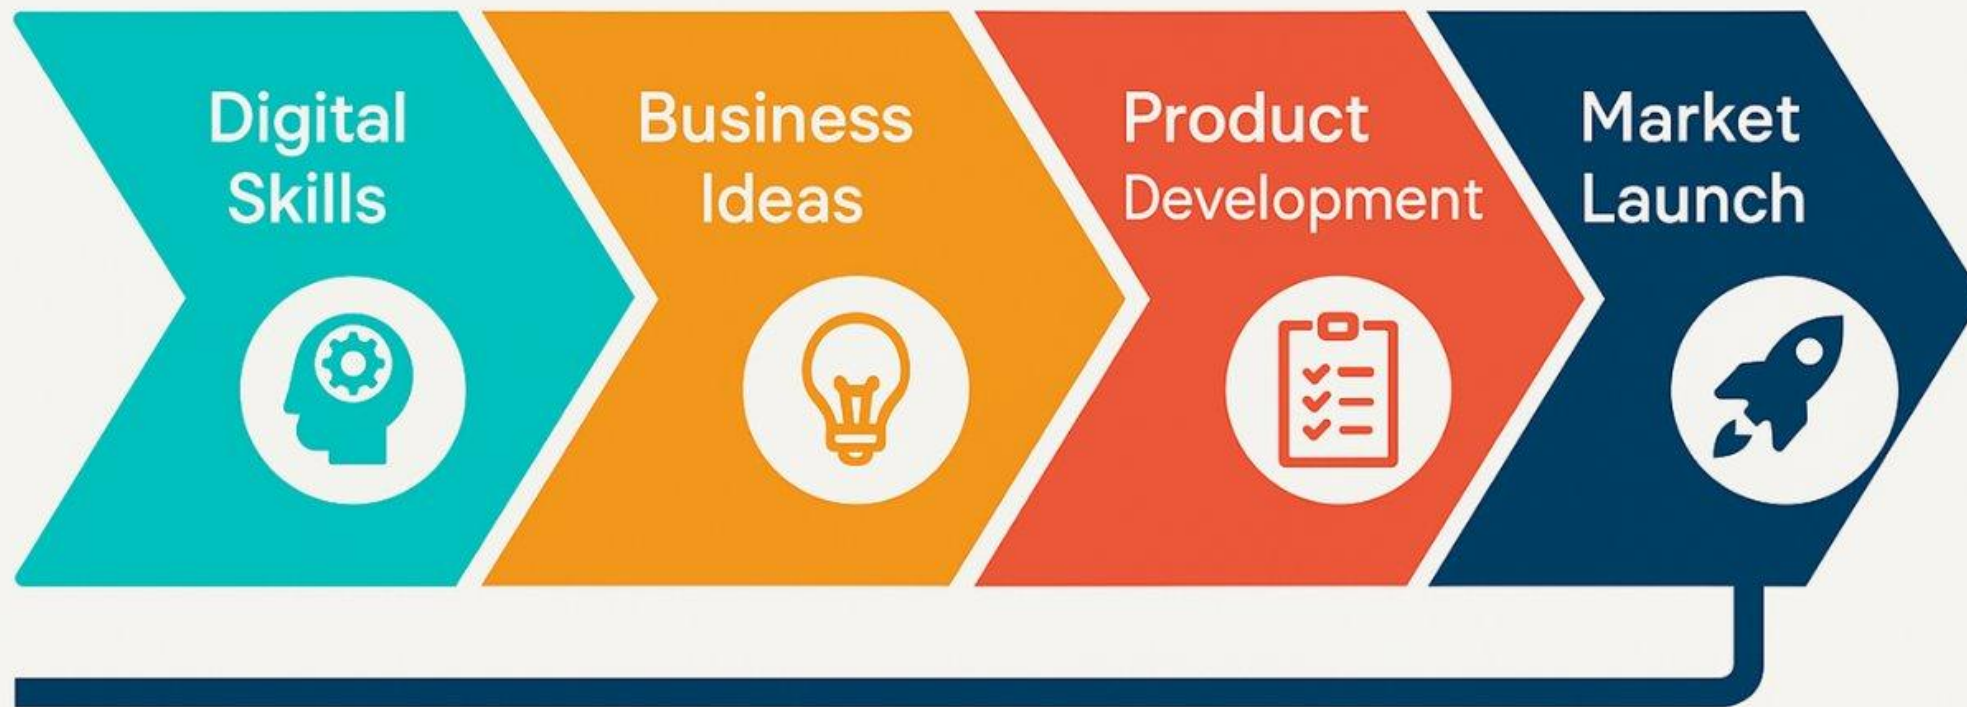 Digital
Skills
Business
Ideas
Product
Development
Market
Launch